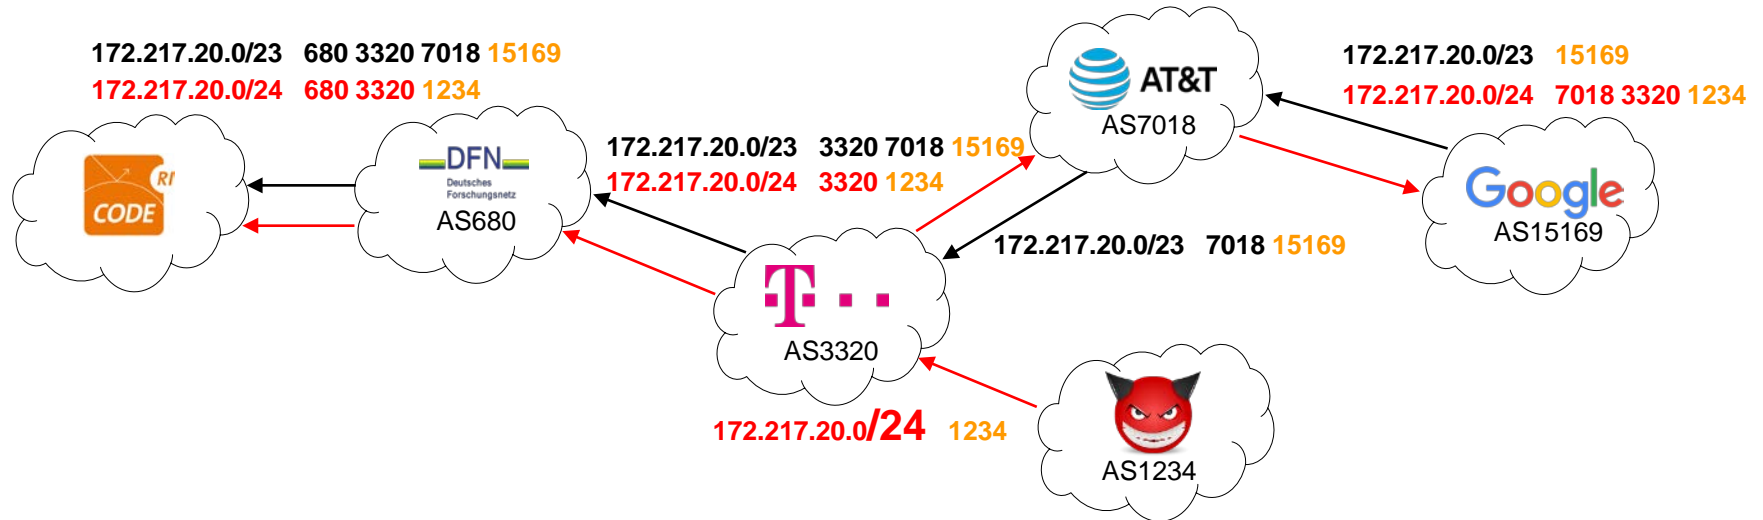 172.217.20.0/23 680 3320 7018 15169
172.217.20.0/24 680 3320 1234
RI
CODE
DFN
Deutsches
Forschungsnetz
AS680
172.217.20.0/23 3320 7018 15169
172.217.20.0/24 3320 1234
AT&T
AS7018
172.217.20.0/23 15169
172.217.20.0/24 7018 3320 1234
Google
AS15169
172.217.20.0/23 7018 15169
T
AS3320
172.217.20.0/24 1234
AS1234